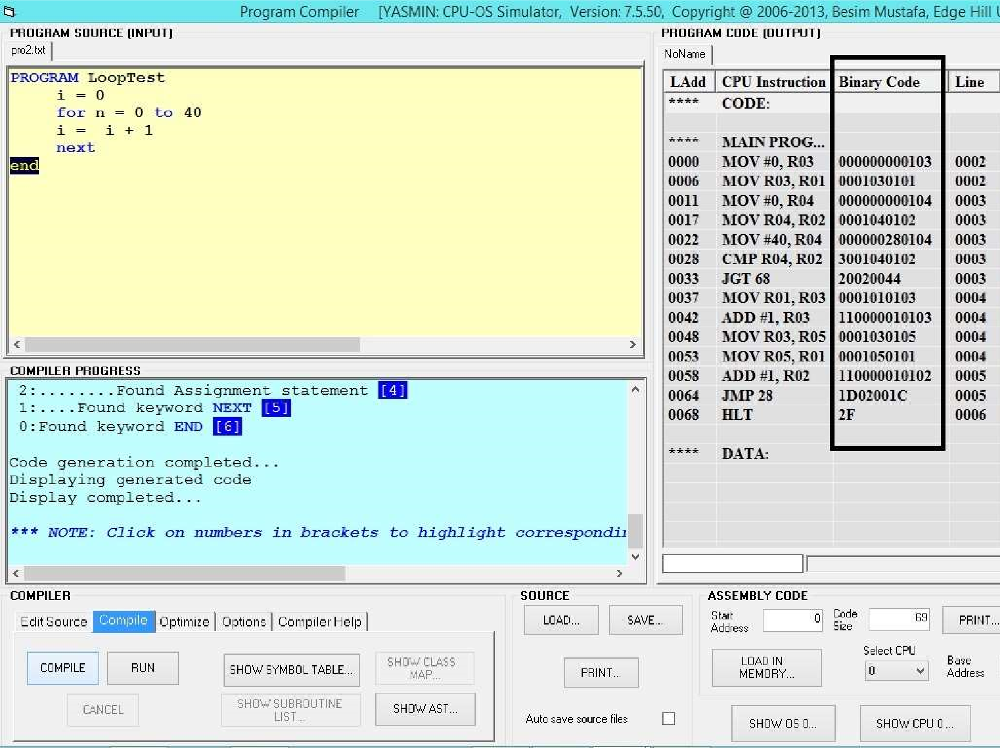 Program Compiler [YASMIN: CPU-OS Simulator, Version: 7.5.50, Copyright @ 2006-2013, Besim Mustafa, Edge Hill U
PROGRAM SOURCE (INPUT)
pro2.txt
PROGRAM LoopTest
i = 0
for n = 0 to 40
i = i + 1
next
end
COMPILER PROGRESS
2:........Found Assignment statement [4]
1:....Found keyword NEXT [5]
0:Found keyword END [6]
Code generation completed...
Displaying generated code
Display completed...
*** NOTE: Click on numbers in brackets to highlight correspondin
PROGRAM CODE (OUTPUT)
NoName
LAdd CPU Instruction Binary Code Line
**** CODE:
**** MAIN PROG...
0000 MOV #0, R03 000000000103 0002
0006 MOV R03, R01 0001030101 0002
0011 MOV #0, R04 000000000104 0003
0017 MOV R04, R02 0001040102 0003
0022 MOV #40, R04 000000280104 0003
0028 CMP R04, R02 3001040102 0003
0033 JGT 68 20020044 0003
0037 MOV R01, R03 0001010103 0004
0042 ADD #1, R03 110000010103 0004
0048 MOV R03, R05 0001030105 0004
0053 MOV R05, R01 0001050101 0004
0058 ADD #1, R02 110000010102 0005
0064 JMP 28 1D02001C 0005
0068 HLT 2F 0006
**** DATA:
COMPILER
Edit Source Compile Optimize Options Compiler Help
COMPILE RUN SHOW SYMBOL TABLE... SHOW CLASS MAP...
CANCEL SHOW SUBROUTINE LIST.... SHOW AST...
SOURCE
LOAD... SAVE...
PRINT...
Auto save source files
ASSEMBLY CODE
Start Address 0 Code Size 69 PRINT...
LOAD IN MEMORY... Select CPU 0 Base Address
SHOW OS 0... SHOW CPU 0 ...